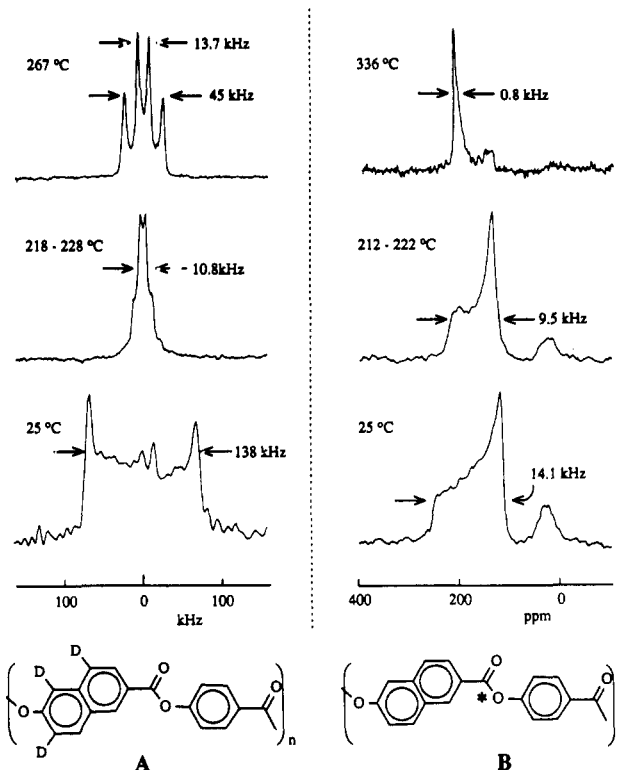 267 °C
13.7 kHz
45 kHz
218 - 228 °C
10.8kHz
25 °C
138 kHz
100 0 100
kHz
336 °C
0.8 kHz
212 - 222 °C
9.5 kHz
25 °C
14.1 kHz
400 200 0
ppm
D
D
D
O
O
O
O
n
A
O
O
*
O
O
n
B